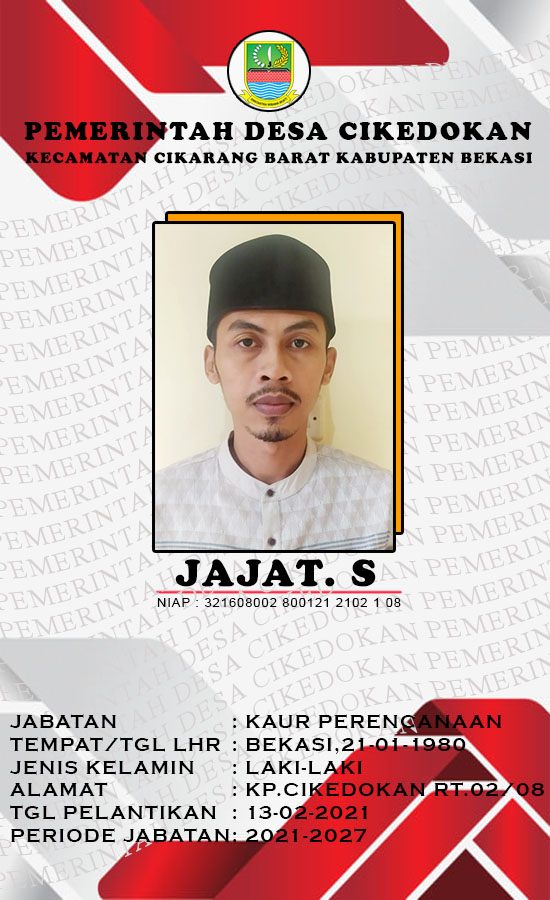 PEMERINTAH DESA CIKEDOKAN
KECAMATAN CIKARANG BARAT KABUPATEN BEKASI
JAJAT. S
NIAP : 321608002 800121 2102 1 08
JABATAN : KAUR PERENCANAAN
TEMPAT/TGL LHR : BEKASI,21-01-1980
JENIS KELAMIN : LAKI-LAKI
ALAMAT : KP.CIKEDOKAN RT.02/08
TGL PELANTIKAN : 13-02-2021
PERIODE JABATAN: 2021-2027